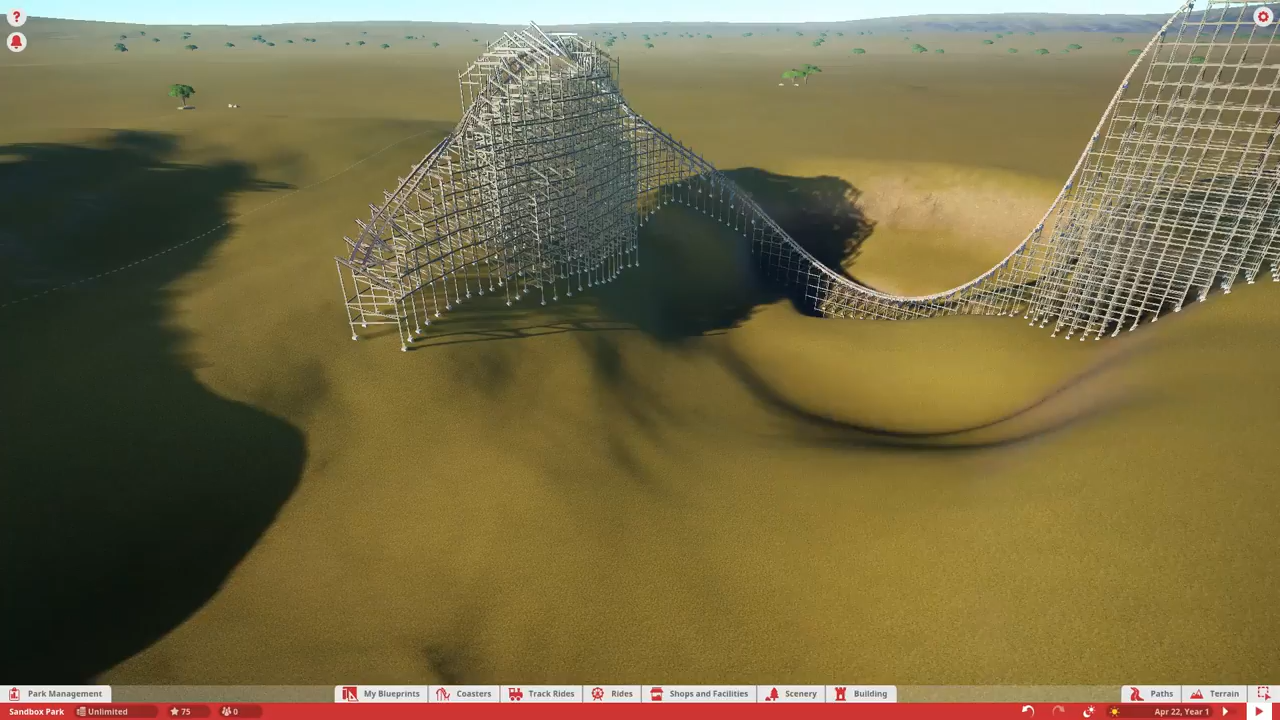 ?
Park Management
My Blueprints
Coasters
Track Rides
Rides
Shops and Facilities
Scenery
Building
Paths
Terrain
Sandbox Park
Unlimited
75
0
Apr 22, Year 1